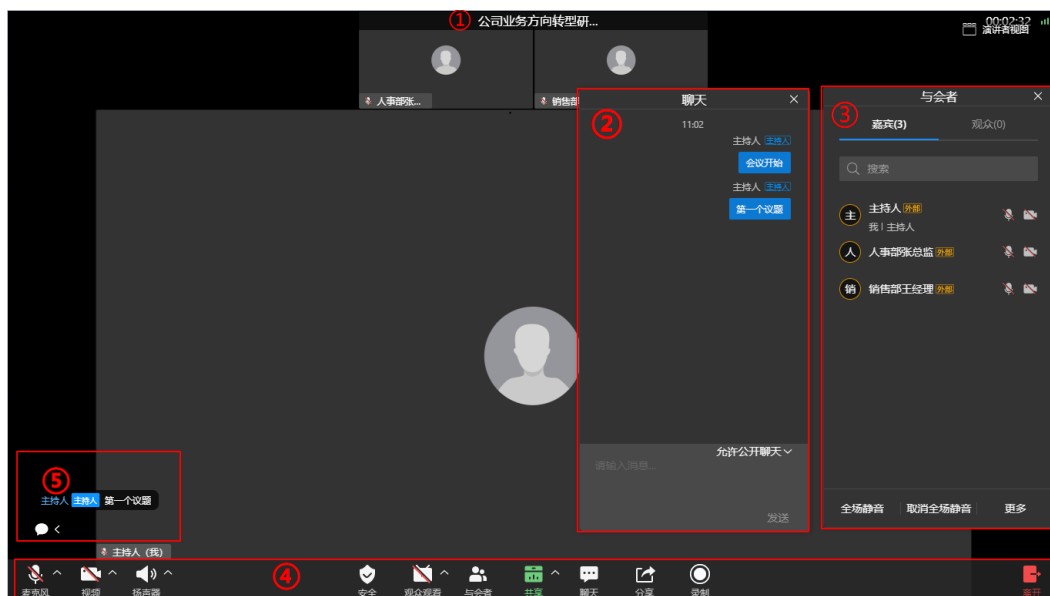 ① 公司业务方向转型研...
00:02:32
演讲者视图
人事部张...
销售部
② 聊天
11:02
主持人 主持人
会议开始
主持人 主持人
第一个议题
允许公开聊天
请输入消息...
发送
③ 与会者
嘉宾(3) 观众(0)
搜索
主 主持人 外部
我 | 主持人
人 人事部张总监 外部
销 销售部王经理 外部
全场静音 取消全场静音 更多
⑤
主持人 主持人 第一个议题
主持人 (我)
④
麦克风 视频 扬声器 安全 观众观看 与会者 共享 聊天 分享 录制 离开